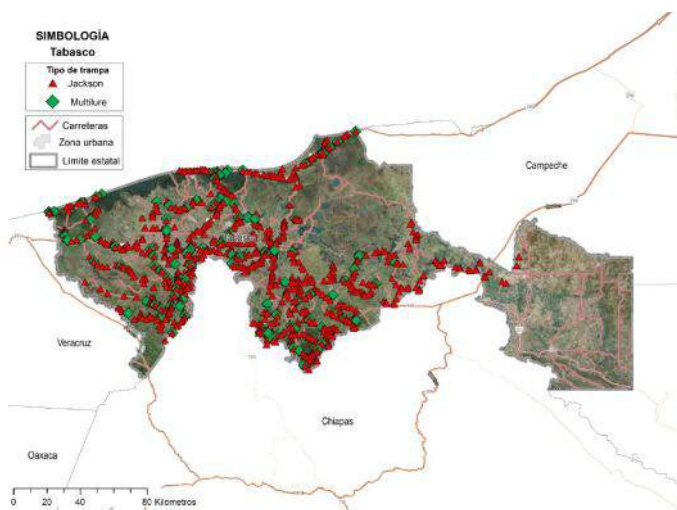 SIMBOLOGÍA
Tabasco
Tipo de trampa
Jackson
Multilure
Carreteras
Zona urbana
Límite estatal
Campeche
Veracruz
Chiapas
Oaxaca
0 20 40 80 Kilometros